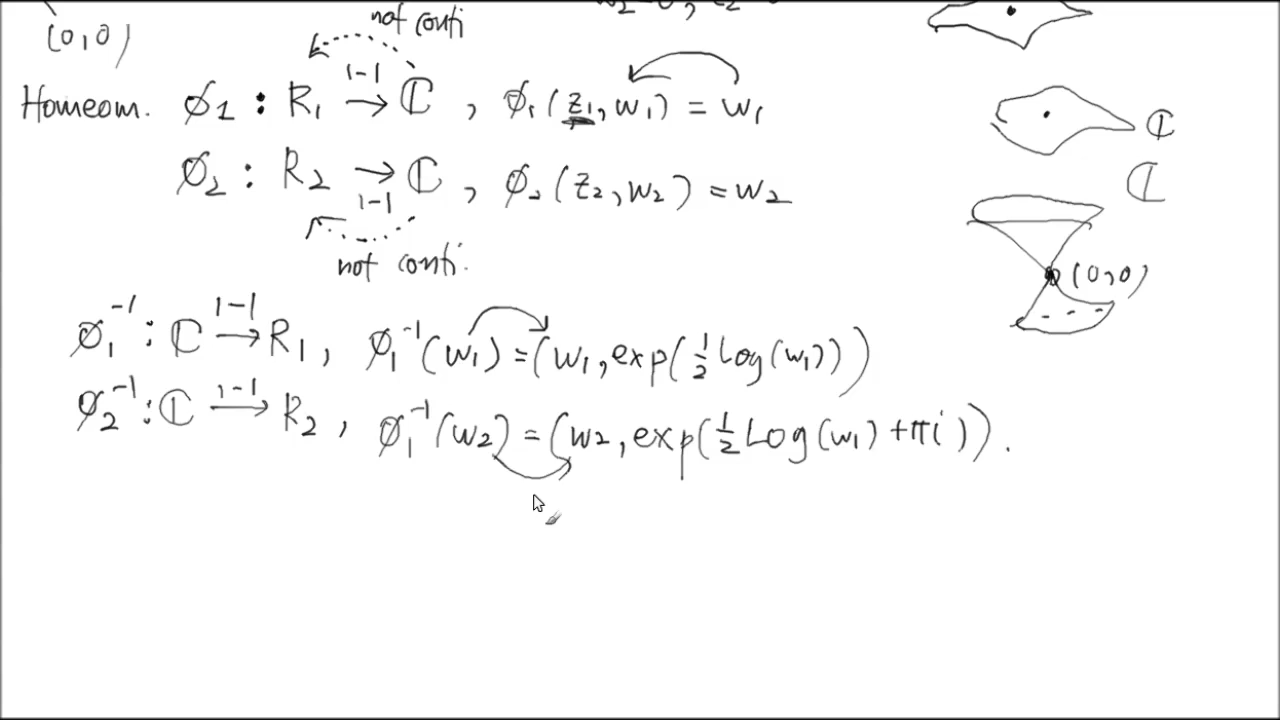 not conti
(0,0)
1-1
Homeom. ϕ1 : R₁ → ℂ , ϕ₁(z₁,w₁) = w₁
ℂ
ϕ₂ : R₂ → ℂ , ϕ₂(z₂,w₂) = w₂
ℂ
1-1
not conti.
(0,0)
ϕ₁⁻¹ : ℂ 1-1→ R₁ , ϕ₁⁻¹(w₁) = (w₁, exp(½ Log(w₁)))
ϕ₂⁻¹ : ℂ 1-1→ R₂ , ϕ₁⁻¹(w₂) = (w₂, exp(½ Log(w₁) + πi)) .